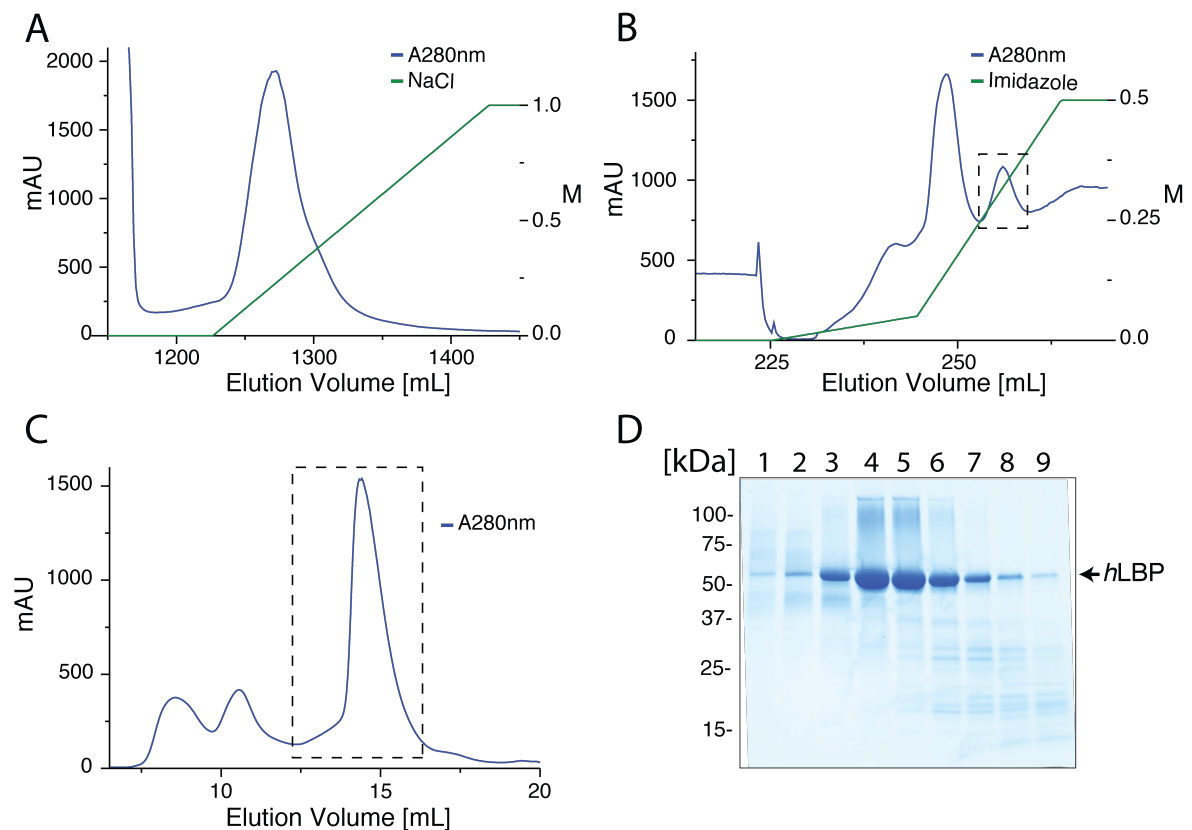 A
A280nm
NaCl
2000
1500
1000
500
0
1.0
0.5
0.0
mAU
M
1200 1300 1400
Elution Volume [mL]
B
A280nm
Imidazole
1500
1000
500
0
0.5
0.25
0.0
mAU
M
225 250
Elution Volume [mL]
C
A280nm
1500
1000
500
0
mAU
10 15 20
Elution Volume [mL]
D
[kDa] 1 2 3 4 5 6 7 8 9
100-
75-
50-
37-
25-
15-
hLBP